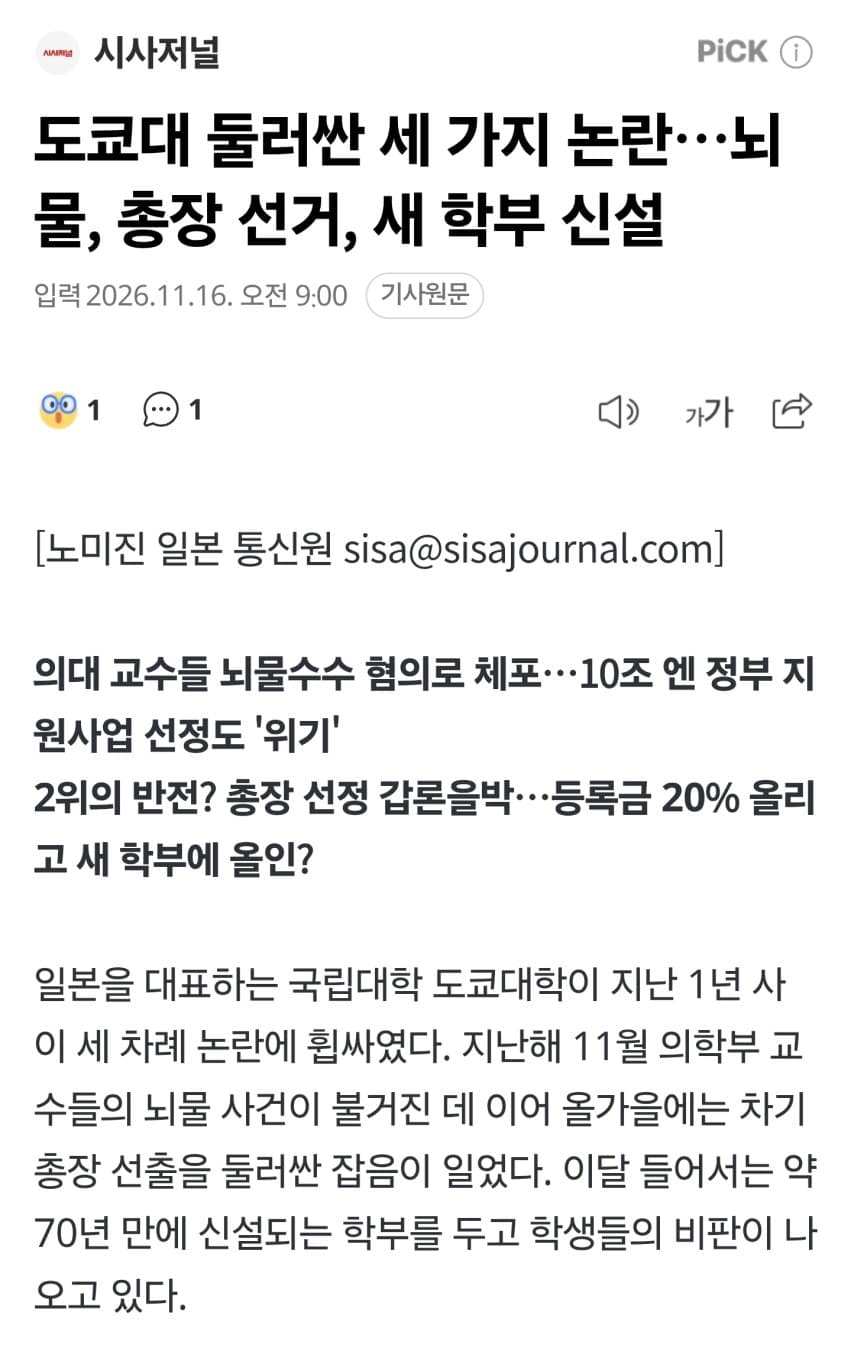 시사저널
시사저널
PiCK
도쿄대 둘러싼 세 가지 논란…뇌
물, 총장 선거, 새 학부 신설
입력 2026.11.16. 오전 9:00 기사원문
1 1
가가
[노미진 일본 통신원 sisa@sisajournal.com]
의대 교수들 뇌물수수 혐의로 체포…10조 엔 정부 지
원사업 선정도 '위기'
2위의 반전? 총장 선정 갑론을박…등록금 20% 올리
고 새 학부에 올인?
일본을 대표하는 국립대학 도쿄대학이 지난 1년 사
이 세 차례 논란에 휩싸였다. 지난해 11월 의학부 교
수들의 뇌물 사건이 불거진 데 이어 올가을에는 차기
총장 선출을 둘러싼 잡음이 일었다. 이달 들어서는 약
70년 만에 신설되는 학부를 두고 학생들의 비판이 나
오고 있다.